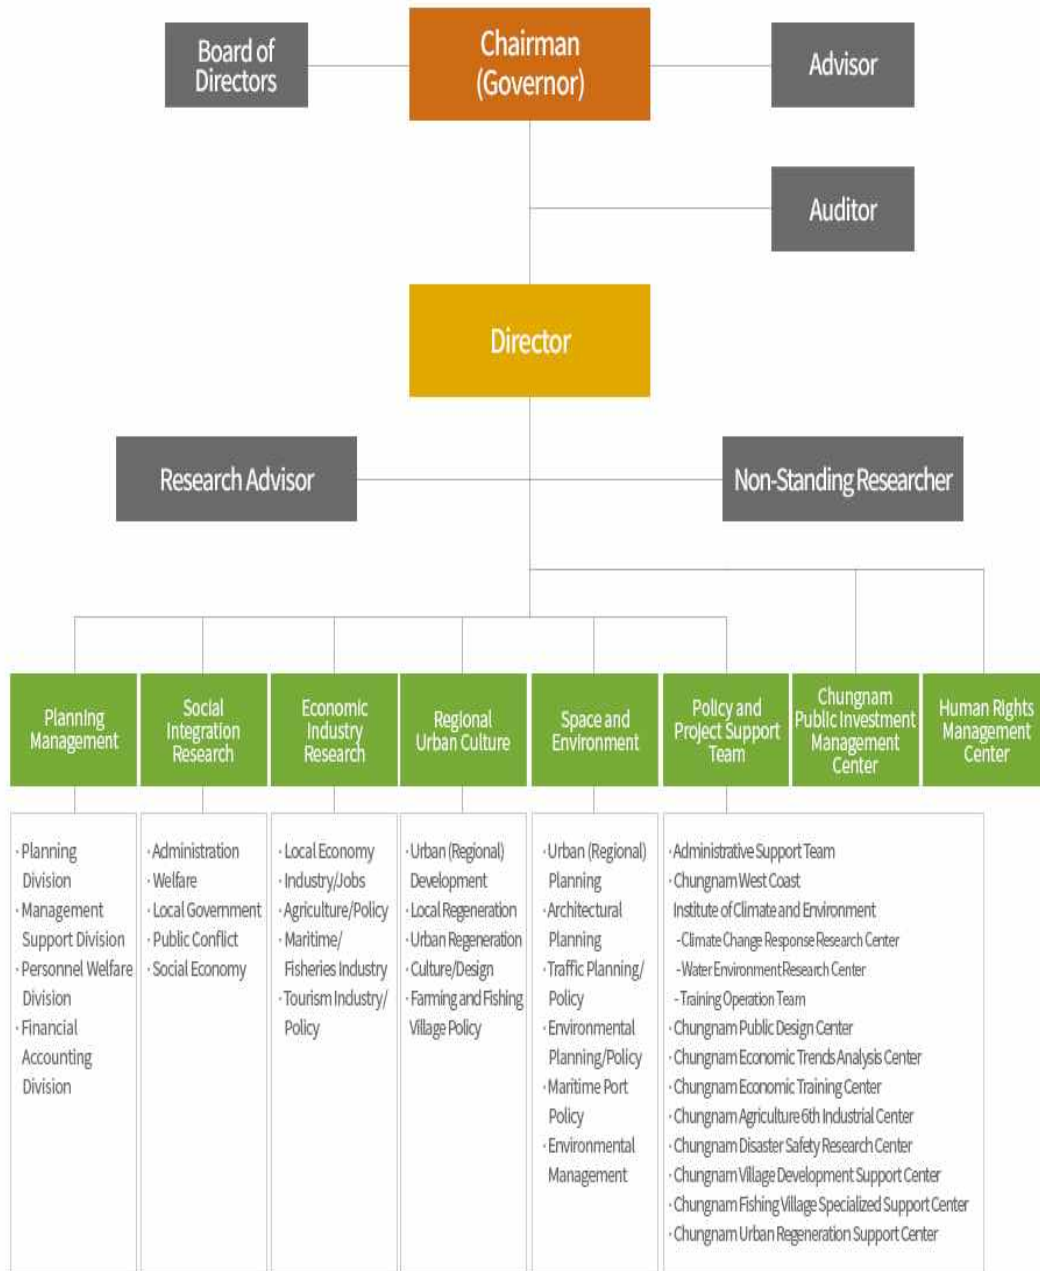 Board of
Directors
Chairman
(Governor)
Advisor
Auditor
Director
Research Advisor
Non-Standing Researcher
Planning
Management
Social
Integration
Research
Economic
Industry
Research
Regional
Urban Culture
Space and
Environment
Policy and
Project Support
Team
Chungnam
Public Investment
Management
Center
Human Rights
Management
Center
· Planning
Division
· Management
Support Division
· Personnel Welfare
Division
· Financial
Accounting
Division
· Administration
· Welfare
· Local Government
· Public Conflict
· Social Economy
· Local Economy
· Industry/Jobs
· Agriculture/Policy
· Maritime/
Fisheries Industry
· Tourism Industry/
Policy
· Urban (Regional)
Development
· Local Regeneration
· Urban Regeneration
· Culture/Design
· Farming and Fishing
Village Policy
· Urban (Regional)
Planning
· Architectural
Planning
· Traffic Planning/
Policy
· Environmental
Planning/Policy
· Maritime Port
Policy
· Environmental
Management
· Administrative Support Team
· Chungnam West Coast
Institute of Climate and Environment
- Climate Change Response Research Center
- Water Environment Research Center
- Training Operation Team
· Chungnam Public Design Center
· Chungnam Economic Trends Analysis Center
· Chungnam Economic Training Center
· Chungnam Agriculture 6th Industrial Center
· Chungnam Disaster Safety Research Center
· Chungnam Village Development Support Center
· Chungnam Fishing Village Specialized Support Center
· Chungnam Urban Regeneration Support Center